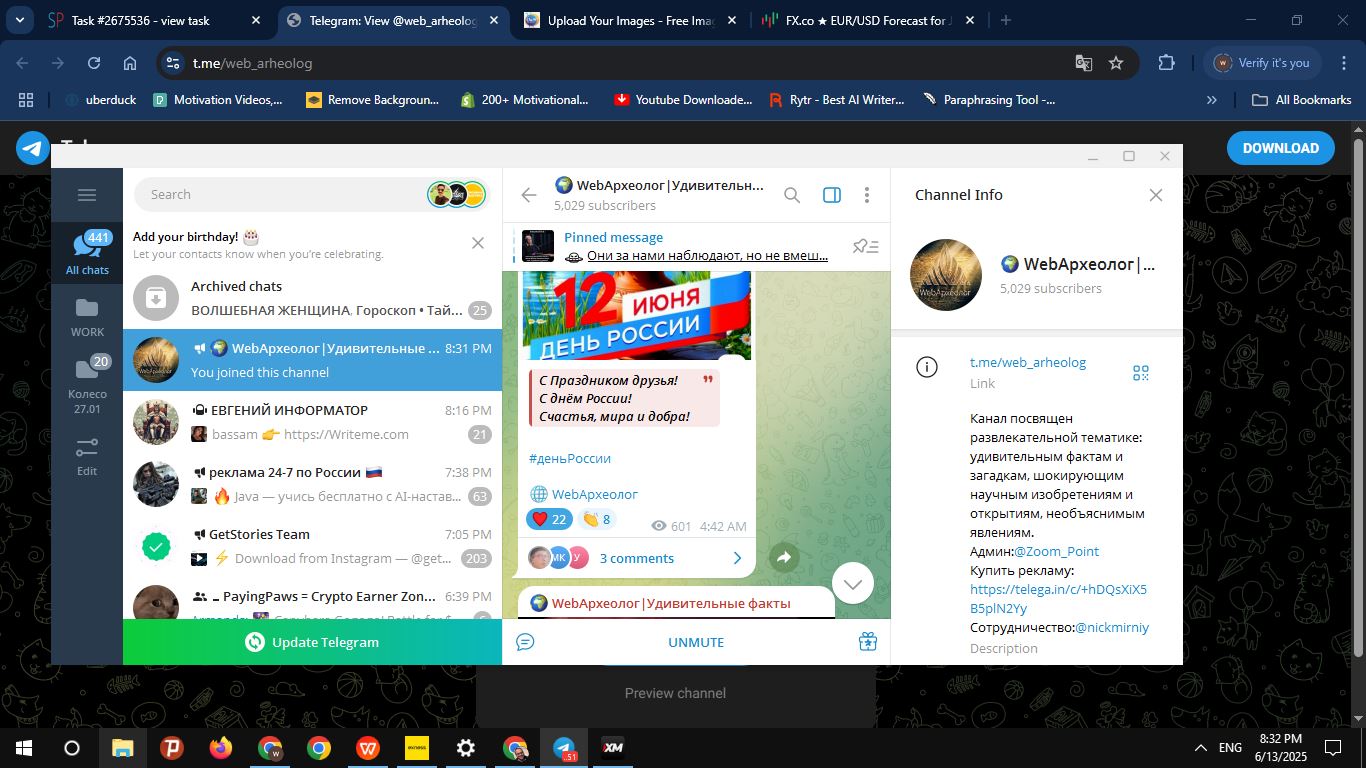 Task #2675536 - view task
Telegram: View @web_arheolog
Upload Your Images - Free Imag
FX.co ★ EUR/USD Forecast for J
t.me/web_arheolog
Verify it's you
uberduck
Motivation Videos,...
Remove Backgroun...
200+ Motivational...
Youtube Downloade...
Rytr - Best AI Writer...
Paraphrasing Tool -...
All Bookmarks
DOWNLOAD
441
All chats
WORK
20
Колесо
27.01
Edit
Search
Add your birthday! 🎂
Let your contacts know when you're celebrating.
Archived chats
ВОЛШЕБНАЯ ЖЕНЩИНА. Гороскоп • Тай... 25
🌍 WebАрхеолог|Удивительные ... 8:31 PM
You joined this channel
ЕВГЕНИЙ ИНФОРМАТОР 8:16 PM
bassam 👉 https://Writeme.com 21
реклама 24-7 по России 🇷🇺 7:38 PM
🔥 Java — учись бесплатно с AI-настав... 63
GetStories Team 7:05 PM
⚡ Download from Instagram — @get... 203
PayingPaws = Crypto Earner Zon... 6:39 PM
Update Telegram
🌍 WebАрхеолог|Удивительн...
5,029 subscribers
Pinned message
Они за нами наблюдают, но не вмеш...
12 ИЮНЯ
ДЕНЬ РОССИИ
С Праздником друзья!
С днём России!
Счастья, мира и добра!
#деньРоссии
🌐 WebАрхеолог
❤️ 22 👏 8 601 4:42 AM
МК У 3 comments
🌍 WebАрхеолог|Удивительные факты
UNMUTE
Channel Info
WebАрхеолог
🌍 WebАрхеолог|...
5,029 subscribers
t.me/web_arheolog
Link
Канал посвящен
развлекательной тематике:
удивительным фактам и
загадкам, шокирующим
научным изобретениям и
открытиям, необъяснимым
явлениям.
Админ:@Zoom_Point
Купить рекламу:
https://telega.in/c/+hDQsXiX5
B5plN2Yy
Сотрудничество:@nickmirniy
Description
Preview channel
exness
..51
XM
ENG
8:32 PM
6/13/2025